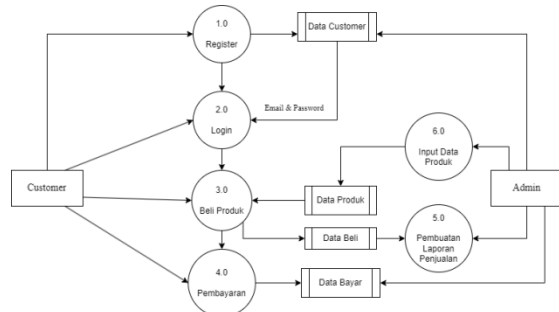 1.0
Register
Data Customer
Email & Password
2.0
Login
6.0
Input Data
Produk
Customer
Admin
3.0
Beli Produk
Data Produk
Data Beli
5.0
Pembuatan
Laporan
Penjualan
4.0
Pembayaran
Data Bayar